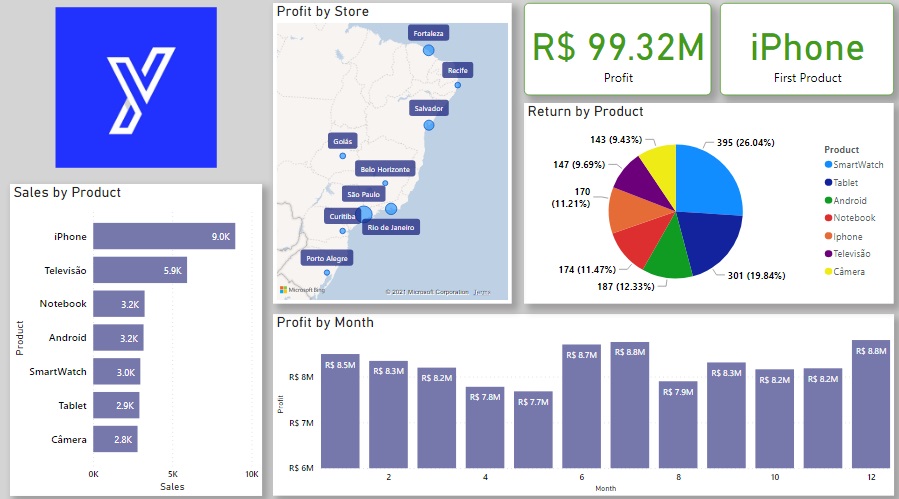 Profit by Store
Fortaleza
Recife
Salvador
Goiás
Belo Horizonte
São Paulo
Curitiba
Rio de Janeiro
Porto Alegre
Microsoft Bing
© 2021 Microsoft Corporation Terms
R$ 99.32M
Profit
iPhone
First Product
Return by Product
143 (9.43%)
395 (26.04%)
147 (9.69%)
170
(11.21%)
174 (11.47%)
187 (12.33%)
301 (19.84%)
Product
SmartWatch
Tablet
Android
Notebook
Iphone
Televisão
Câmera
Sales by Product
Product
iPhone 9.0K
Televisão 5.9K
Notebook 3.2K
Android 3.2K
SmartWatch 3.0K
Tablet 2.9K
Câmera 2.8K
0K 5K 10K
Sales
Profit by Month
Profit
R$ 8M
R$ 7M
R$ 6M
R$ 8.5M R$ 8.3M R$ 8.2M R$ 7.8M R$ 7.7M R$ 8.7M R$ 8.8M R$ 7.9M R$ 8.3M R$ 8.2M R$ 8.2M R$ 8.8M
2 4 6 8 10 12
Month